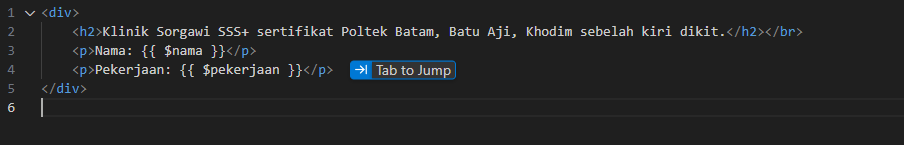 1 <div>
2 <h2>Klinik Sorgawi SSS+ sertifikat Poltek Batam, Batu Aji, Khodim sebelah kiri dikit.</h2></br>
3 <p>Nama: {{ $nama }}</p>
4 <p>Pekerjaan: {{ $pekerjaan }}</p> Tab to Jump
5 </div>
6